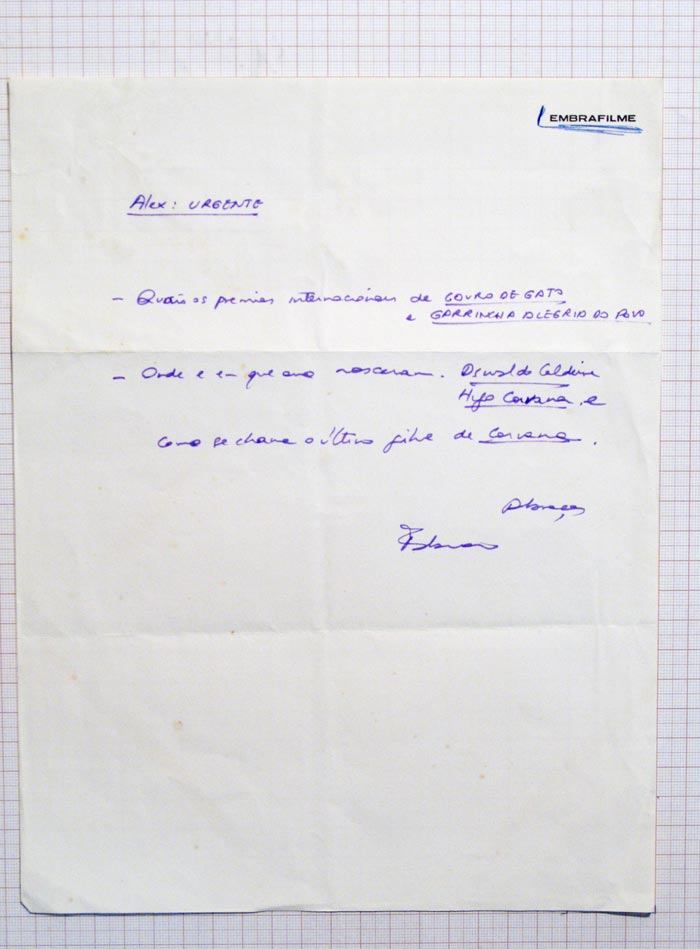 EMBRAFILME
Alex: URGENTE
- Quais os premios internacionais de COURO DE GATO
e GARRINCHA ALEGRIA DO POVO
- Onde e em que ano nasceram. Oswaldo Caldeira
Hugo Carvana, e
como se chama o último filme de Carvana.
Abraços